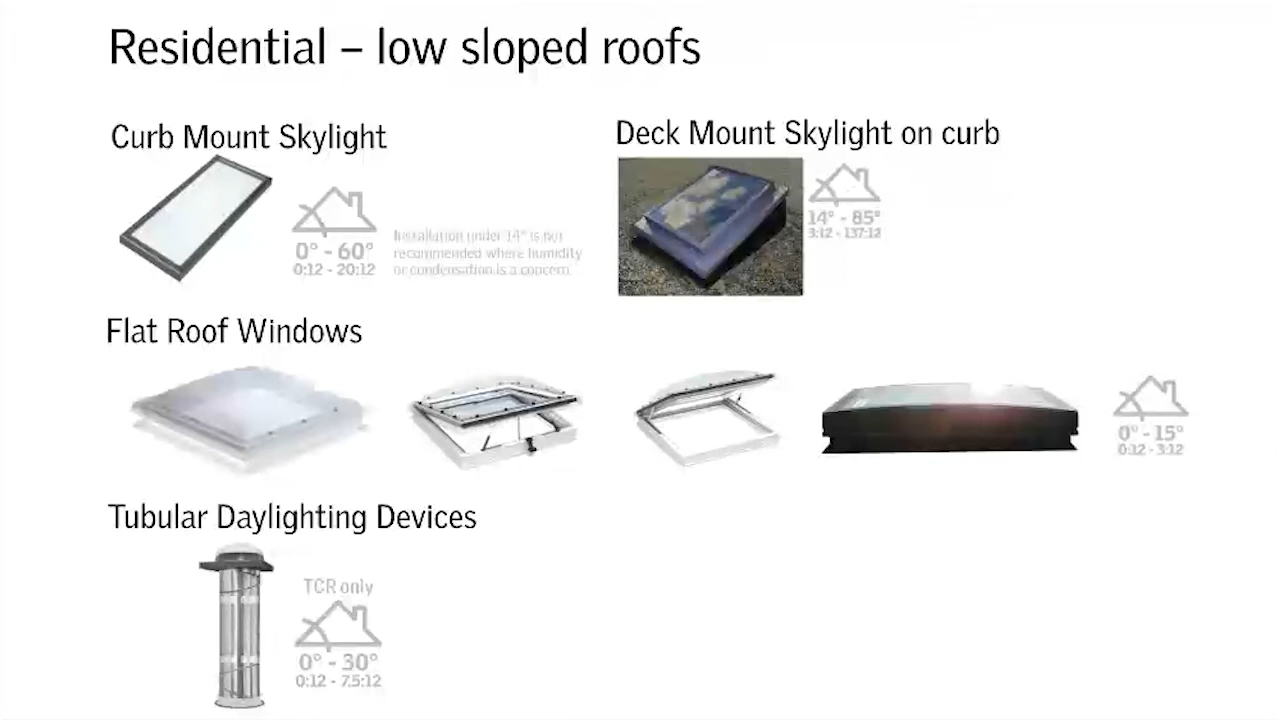 Residential – low sloped roofs
Curb Mount Skylight
0° - 60°
0:12 - 20:12
Installation under 14° is not
recommended where humidity
or condensation is a concern.
Deck Mount Skylight on curb
14° - 85°
3:12 - 137:12
Flat Roof Windows
0° - 15°
0:12 - 3:12
Tubular Daylighting Devices
TCR only
0° - 30°
0:12 - 7.5:12